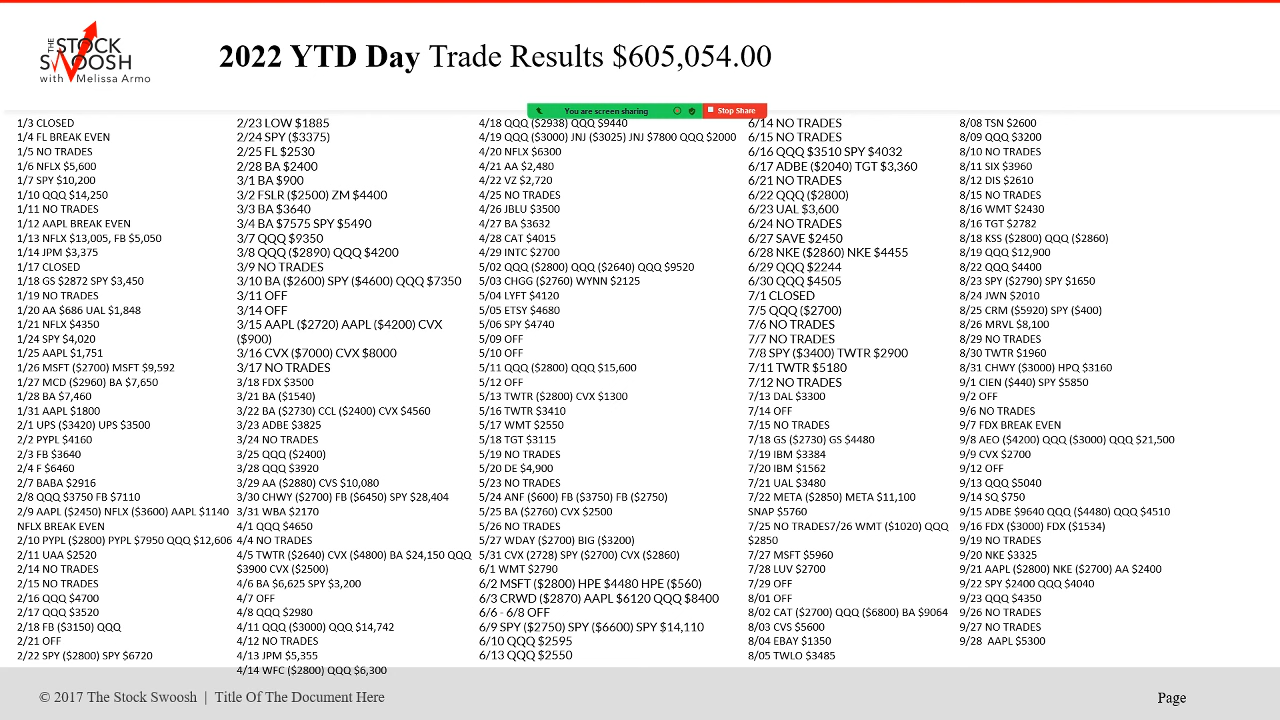 THE STOCK SWOOSH
with Melissa Armo
2022 YTD Day Trade Results $605,054.00
You are screen sharing
Stop Share
CLOSED
1/4 FL BREAK EVEN
1/5 NO TRADES
1/6 NFLX $5,600
1/7 SPY $10,200
1/10 QQQ $14,250
1/11 NO TRADES
1/12 AAPL BREAK EVEN
1/13 NFLX $13,005, FB $5,050
1/14 JPM $3,375
1/17 CLOSED
1/18 GS $2872 SPY $3,450
1/19 NO TRADES
1/20 AA $686 UAL $1,848
1/21 NFLX $4350
1/24 SPY $4,020
1/25 AAPL $1,751
1/26 MSFT ($2700) MSFT $9,592
1/27 MCD ($2960) BA $7,650
1/28 BA $7,460
1/31 AAPL $1800
2/1 UPS ($3420) UPS $3500
2/2 PYPL $4160
2/3 FB $3640
2/4 F $6460
2/7 BABA $2916
2/8 QQQ $3750 FB $7110
2/9 AAPL ($2450) NFLX ($3600) AAPL $1140
NFLX BREAK EVEN
2/10 PYPL ($2800) PYPL $7950 QQQ $12,606
2/11 UAA $2520
2/14 NO TRADES
2/15 NO TRADES
2/16 QQQ $4700
2/17 QQQ $3520
2/18 FB ($3150) QQQ
2/21 OFF
2/22 SPY ($2800) SPY $6720
2/23 LOW $1885
2/24 SPY ($3375)
2/25 FL $2530
2/28 BA $2400
3/1 BA $900
3/2 FSLR ($2500) ZM $4400
3/3 BA $3640
3/4 BA $7575 SPY $5490
3/7 QQQ $9350
3/8 QQQ ($2890) QQQ $4200
3/9 NO TRADES
3/10 BA ($2600) SPY ($4600) QQQ $7350
3/11 OFF
3/14 OFF
3/15 AAPL ($2720) AAPL ($4200) CVX
($900)
3/16 CVX ($7000) CVX $8000
3/17 NO TRADES
3/18 FDX $3500
3/21 BA ($1540)
3/22 BA ($2730) CCL ($2400) CVX $4560
3/23 ADBE $3825
3/24 NO TRADES
3/25 QQQ ($2400)
3/28 QQQ $3920
3/29 AA ($2880) CVS $10,080
3/30 CHWY ($2700) FB ($6450) SPY $28,404
3/31 WBA $2170
4/1 QQQ $4650
4/4 NO TRADES
4/5 TWTR ($2640) CVX ($4800) BA $24,150 QQQ
$3900 CVX ($2500)
4/6 BA $6,625 SPY $3,200
4/7 OFF
4/8 QQQ $2980
4/11 QQQ ($3000) QQQ $14,742
4/12 NO TRADES
4/13 JPM $5,355
4/14 WFC ($2800) QQQ $6,300
4/18 QQQ ($2938) QQQ $9440
4/19 QQQ ($3000) JNJ ($3025) JNJ $7800 QQQ $2000
4/20 NFLX $6300
4/21 AA $2,480
4/22 VZ $2,720
4/25 NO TRADES
4/26 JBLU $3500
4/27 BA $3632
4/28 CAT $4015
4/29 INTC $2700
5/02 QQQ ($2800) QQQ ($2640) QQQ $9520
5/03 CHGG ($2760) WYNN $2125
5/04 LYFT $4120
5/05 ETSY $4680
5/06 SPY $4740
5/09 OFF
5/10 OFF
5/11 QQQ ($2800) QQQ $15,600
5/12 OFF
5/13 TWTR ($2800) CVX $1300
5/16 TWTR $3410
5/17 WMT $2550
5/18 TGT $3115
5/19 NO TRADES
5/20 DE $4,900
5/23 NO TRADES
5/24 ANF ($600) FB ($3750) FB ($2750)
5/25 BA ($2760) CVX $2500
5/26 NO TRADES
5/27 WDAY ($2700) BIG ($3200)
5/31 CVX (2728) SPY ($2700) CVX ($2860)
6/1 WMT $2790
6/2 MSFT ($2800) HPE $4480 HPE ($560)
6/3 CRWD ($2870) AAPL $6120 QQQ $8400
6/6 - 6/8 OFF
6/9 SPY ($2750) SPY ($6600) SPY $14,110
6/10 QQQ $2595
6/13 QQQ $2550
6/14 NO TRADES
6/15 NO TRADES
6/16 QQQ $3510 SPY $4032
6/17 ADBE ($2040) TGT $3,360
6/21 NO TRADES
6/22 QQQ ($2800)
6/23 UAL $3,600
6/24 NO TRADES
6/27 SAVE $2450
6/28 NKE ($2860) NKE $4455
6/29 QQQ $2244
6/30 QQQ $4505
7/1 CLOSED
7/5 QQQ ($2700)
7/6 NO TRADES
7/7 NO TRADES
7/8 SPY ($3400) TWTR $2900
7/11 TWTR $5180
7/12 NO TRADES
7/13 DAL $3300
7/14 OFF
7/15 NO TRADES
7/18 GS ($2730) GS $4480
7/19 IBM $3384
7/20 IBM $1562
7/21 UAL $3480
7/22 META ($2850) META $11,100
SNAP $5760
7/25 NO TRADES7/26 WMT ($1020) QQQ
$2850
7/27 MSFT $5960
7/28 LUV $2700
7/29 OFF
8/01 OFF
8/02 CAT ($2700) QQQ ($6800) BA $9064
8/03 CVS $5600
8/04 EBAY $1350
8/05 TWLO $3485
8/08 TSN $2600
8/09 QQQ $3200
8/10 NO TRADES
8/11 SIX $3960
8/12 DIS $2610
8/15 NO TRADES
8/16 WMT $2430
8/16 TGT $2782
8/18 KSS ($2800) QQQ ($2860)
8/19 QQQ $12,900
8/22 QQQ $4400
8/23 SPY ($2790) SPY $1650
8/24 JWN $2010
8/25 CRM ($5920) SPY ($400)
8/26 MRVL $8,100
8/29 NO TRADES
8/30 TWTR $1960
8/31 CHWY ($3000) HPQ $3160
9/1 CIEN ($440) SPY $5850
9/2 OFF
9/6 NO TRADES
9/7 FDX BREAK EVEN
9/8 AEO ($4200) QQQ ($3000) QQQ $21,500
9/9 CVX $2700
9/12 OFF
9/13 QQQ $5040
9/14 SQ $750
9/15 ADBE $9640 QQQ ($4480) QQQ $4510
9/16 FDX ($3000) FDX ($1534)
9/19 NO TRADES
9/20 NKE $3325
9/21 AAPL ($2800) NKE ($2700) AA $2400
9/22 SPY $2400 QQQ $4040
9/23 QQQ $4350
9/26 NO TRADES
9/27 NO TRADES
9/28 AAPL $5300
© 2017 The Stock Swoosh | Title Of The Document Here
Page